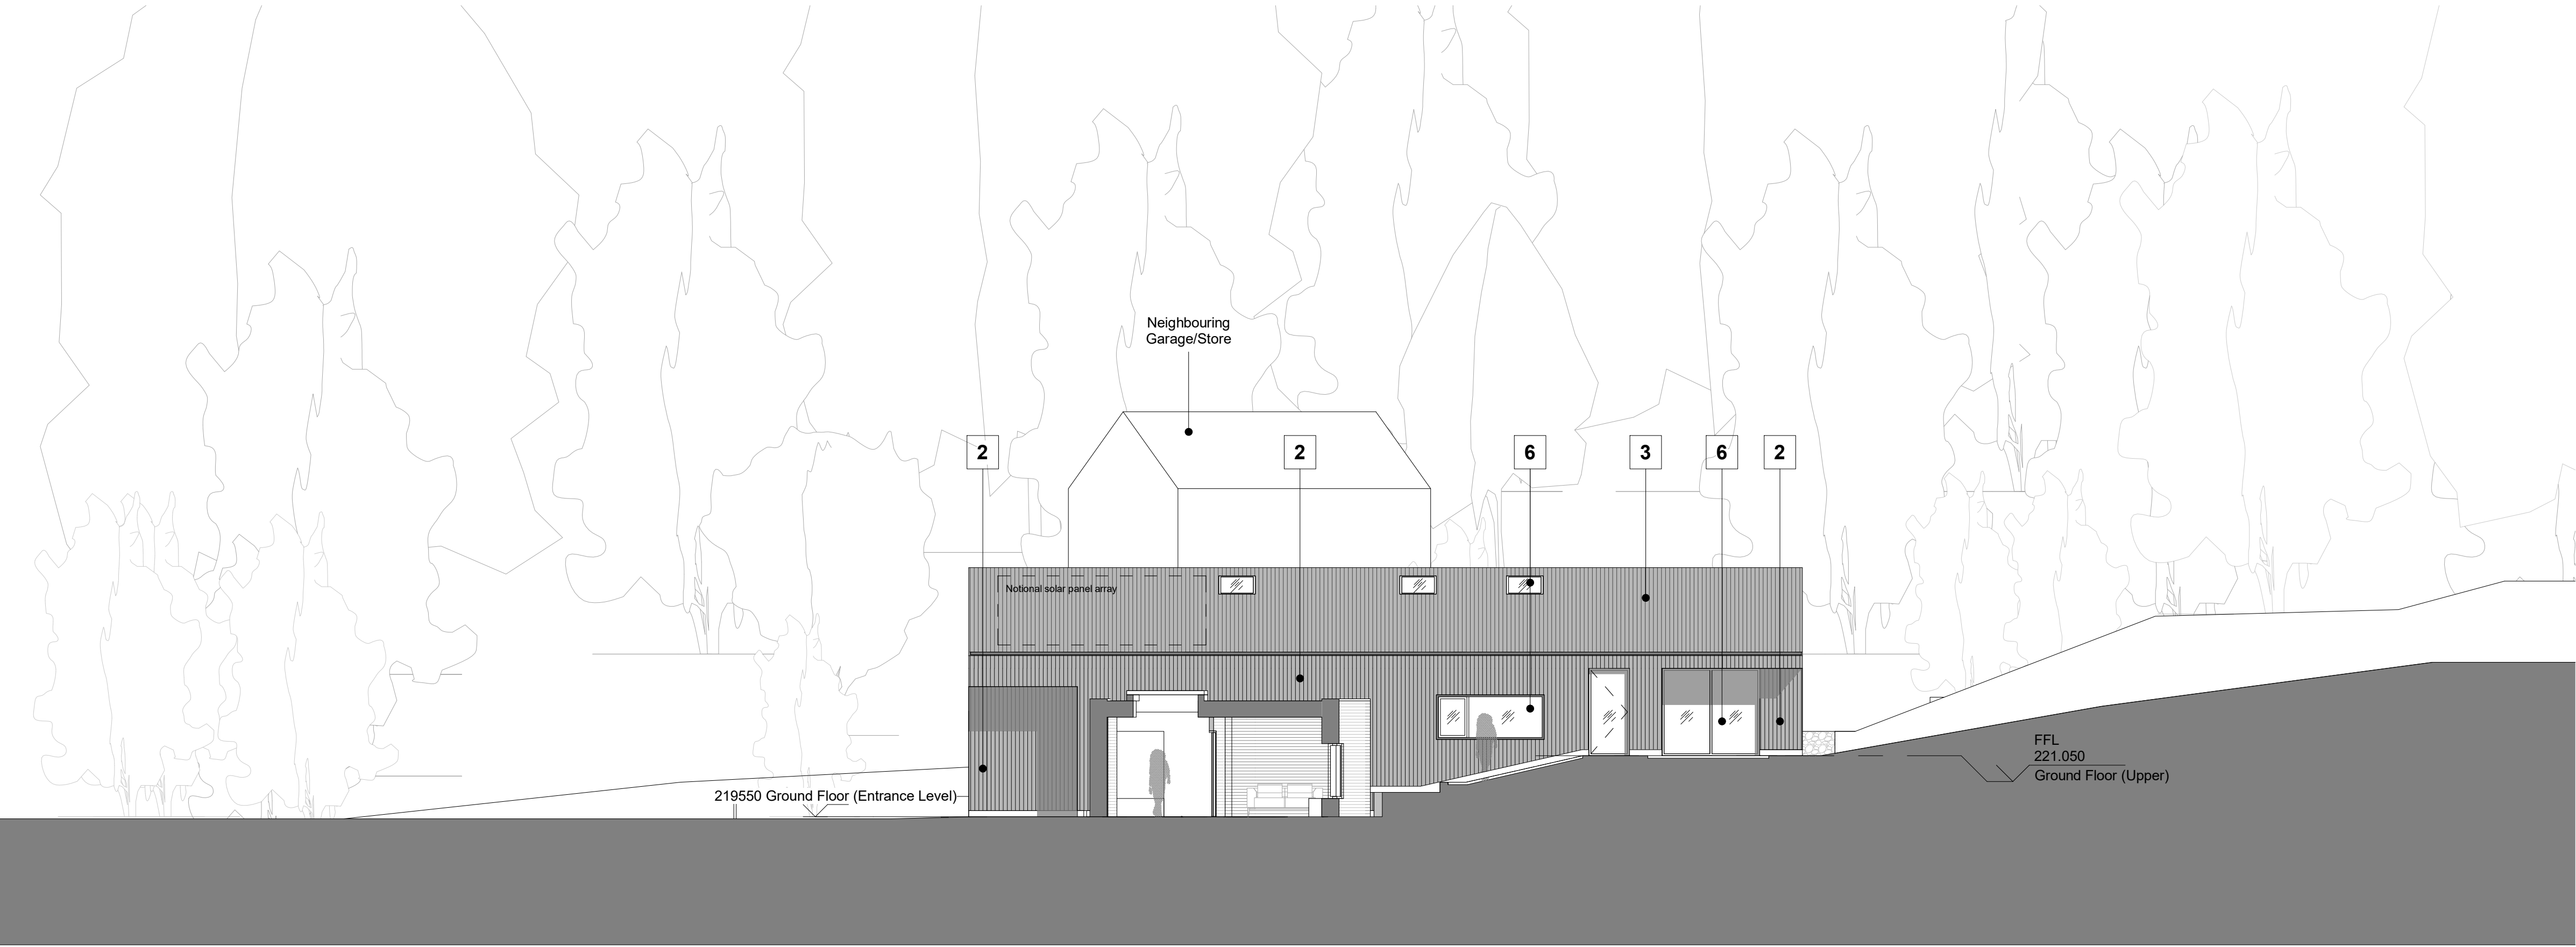 Neighbouring
Garage/Store
2
2
6
3
6
2
Notional solar panel array
FFL
221.050
Ground Floor (Upper)
219550 Ground Floor (Entrance Level)